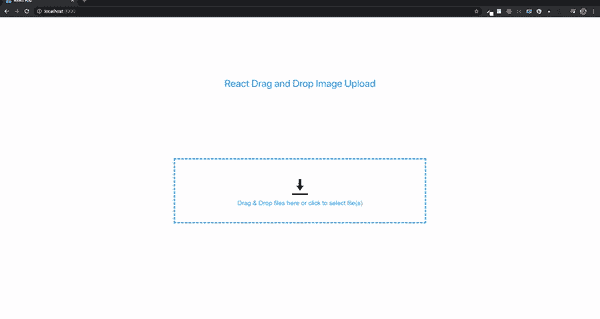 React App
localhost:3000
React Drag and Drop Image Upload
Drag & Drop files here or click to select file(s)